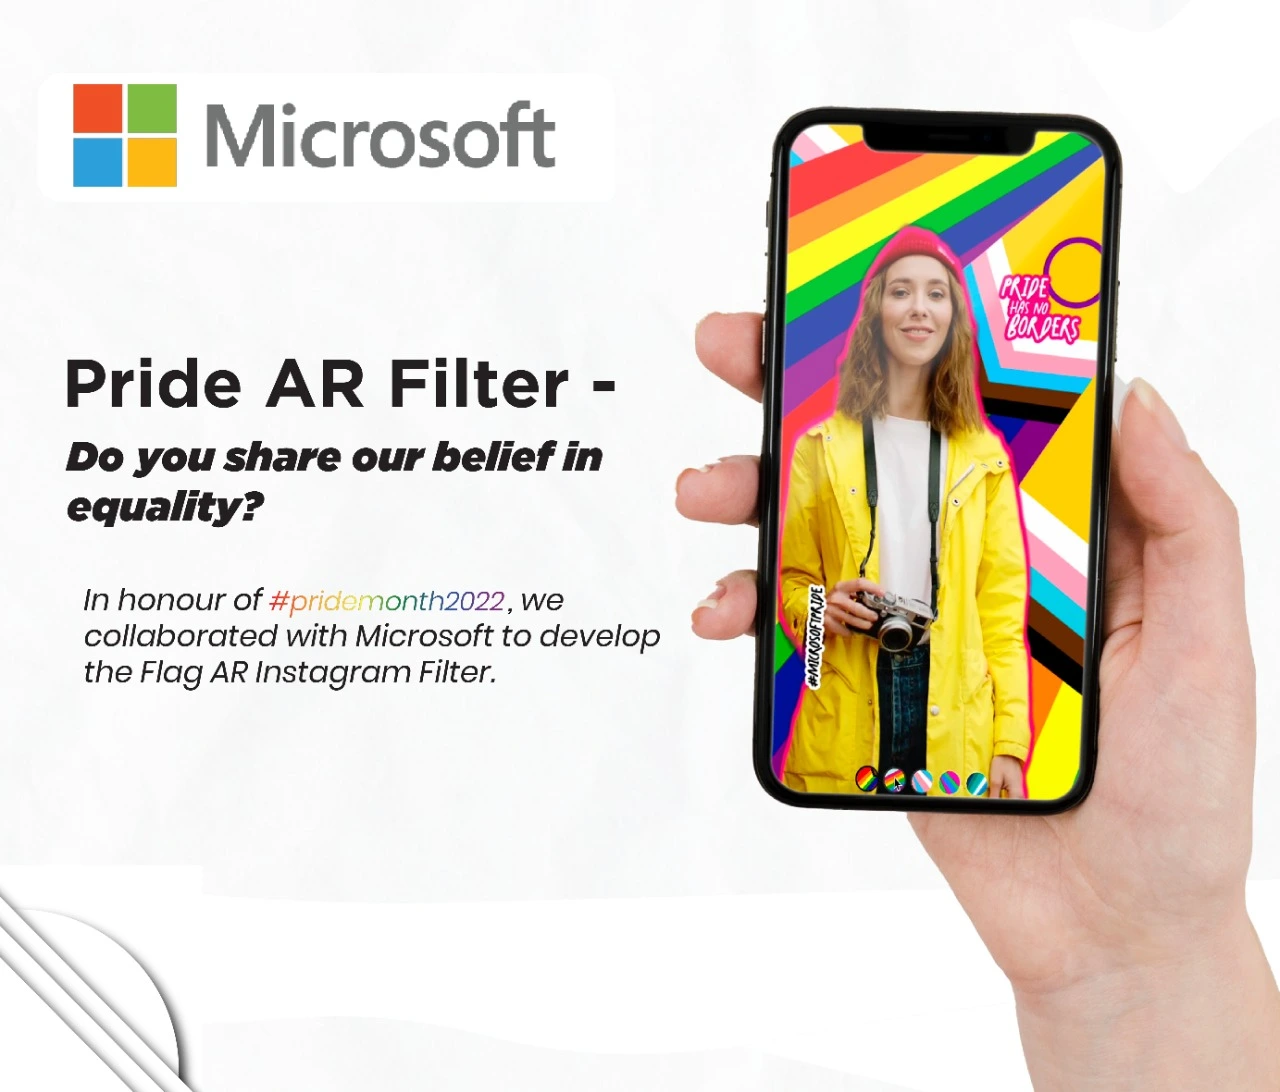 Microsoft
Pride AR Filter -
Do you share our belief in
equality?
In honour of #pridemonth2022, we
collaborated with Microsoft to develop
the Flag AR Instagram Filter.
PRIDE
HAS NO
BORDERS
#MICROSOFTPRIDE